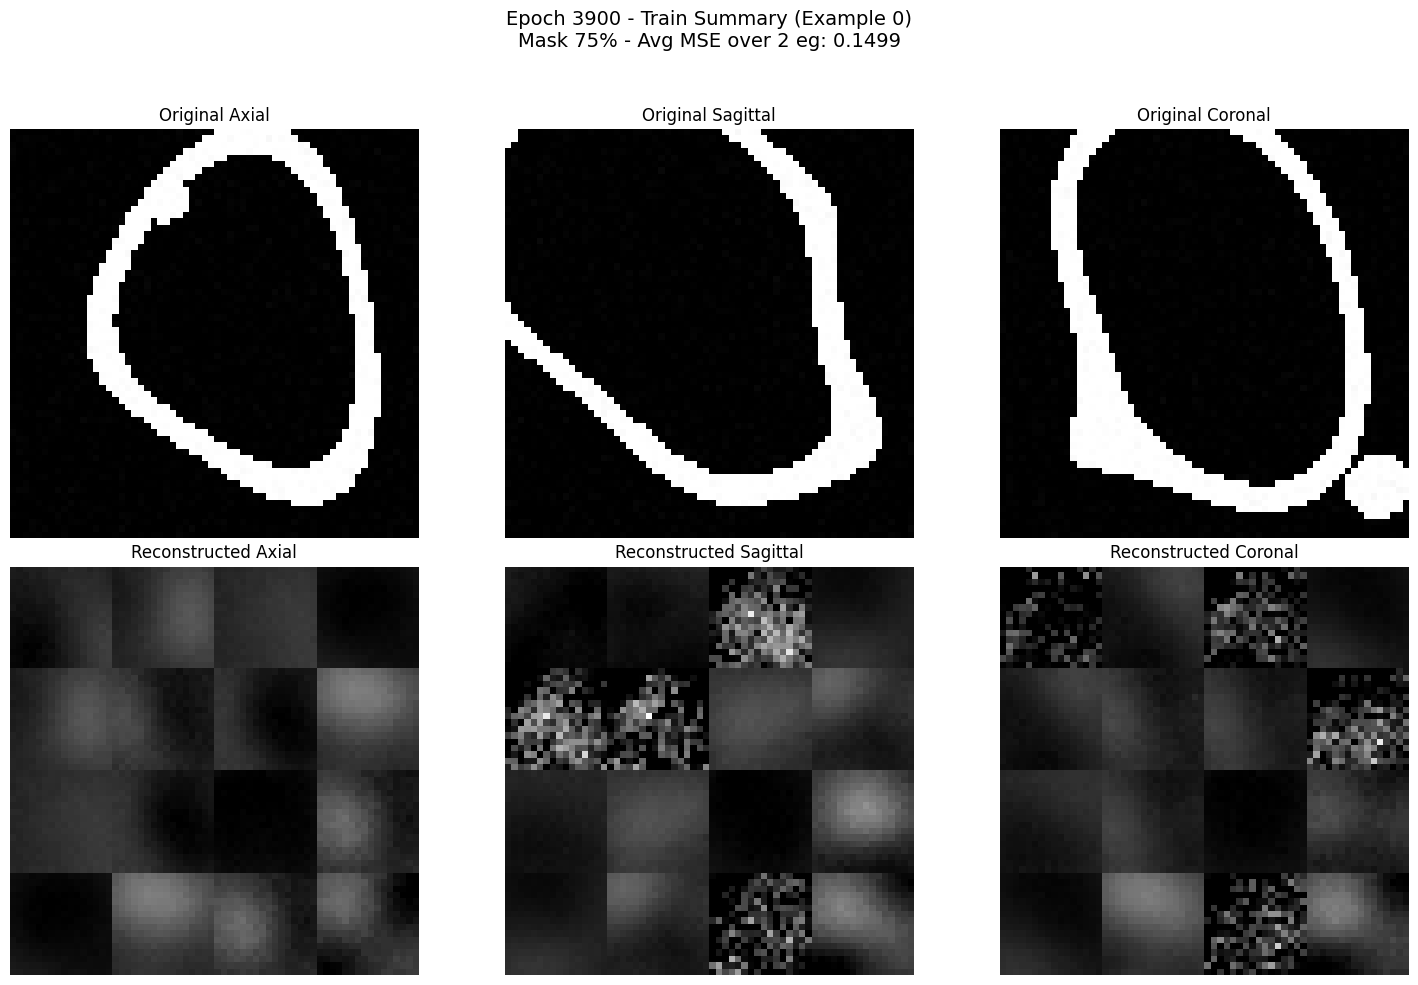 Epoch 3900 - Train Summary (Example 0)
Mask 75% - Avg MSE over 2 eg: 0.1499
Original Axial
Original Sagittal
Original Coronal
Reconstructed Axial
Reconstructed Sagittal
Reconstructed Coronal